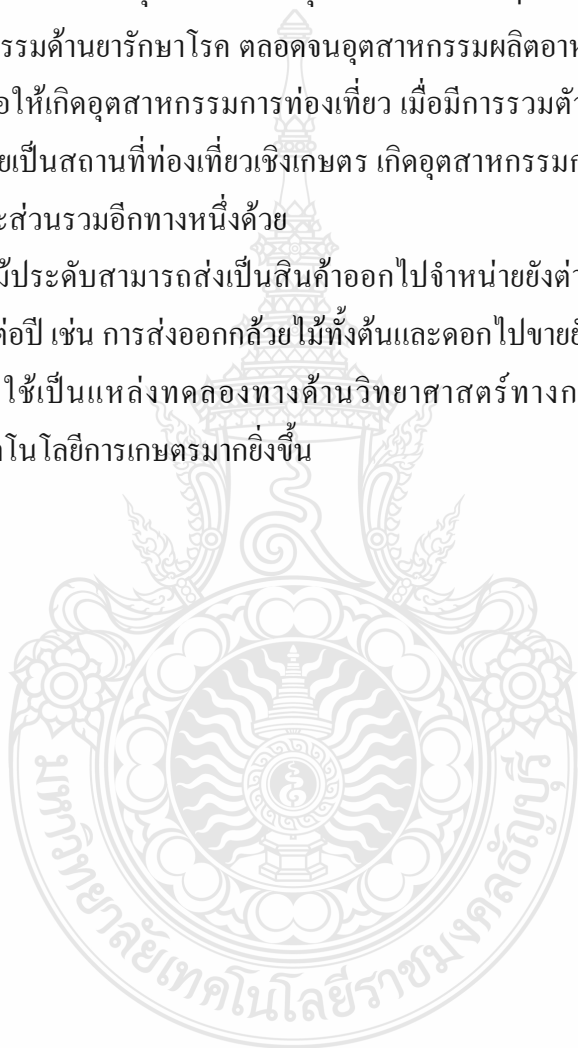 รรมด้านยารักษาโรค ตลอดจนอุตสาหกรรมผลิตอาห
อให้เกิดอุตสาหกรรมการท่องเที่ยว เมื่อมีการรวมตัว
ยเป็นสถานที่ท่องเที่ยวเชิงเกษตร เกิดอุตสาหกรรมก
ะส่วนรวมอีกทางหนึ่งด้วย
ม้ประดับสามารถส่งเป็นสินค้าออกไปจำหน่ายยังต่า
ต่อปี เช่น การส่งออกกล้วยไม้ทั้งต้นและดอกไปขายยั
ใช้เป็นแหล่งทดลองทางด้านวิทยาศาสตร์ทางก
คโนโลยีการเกษตรมากยิ่งขึ้น
มหาวิทยาลัยเทคโนโลยีราชมงคลธัญบุรี